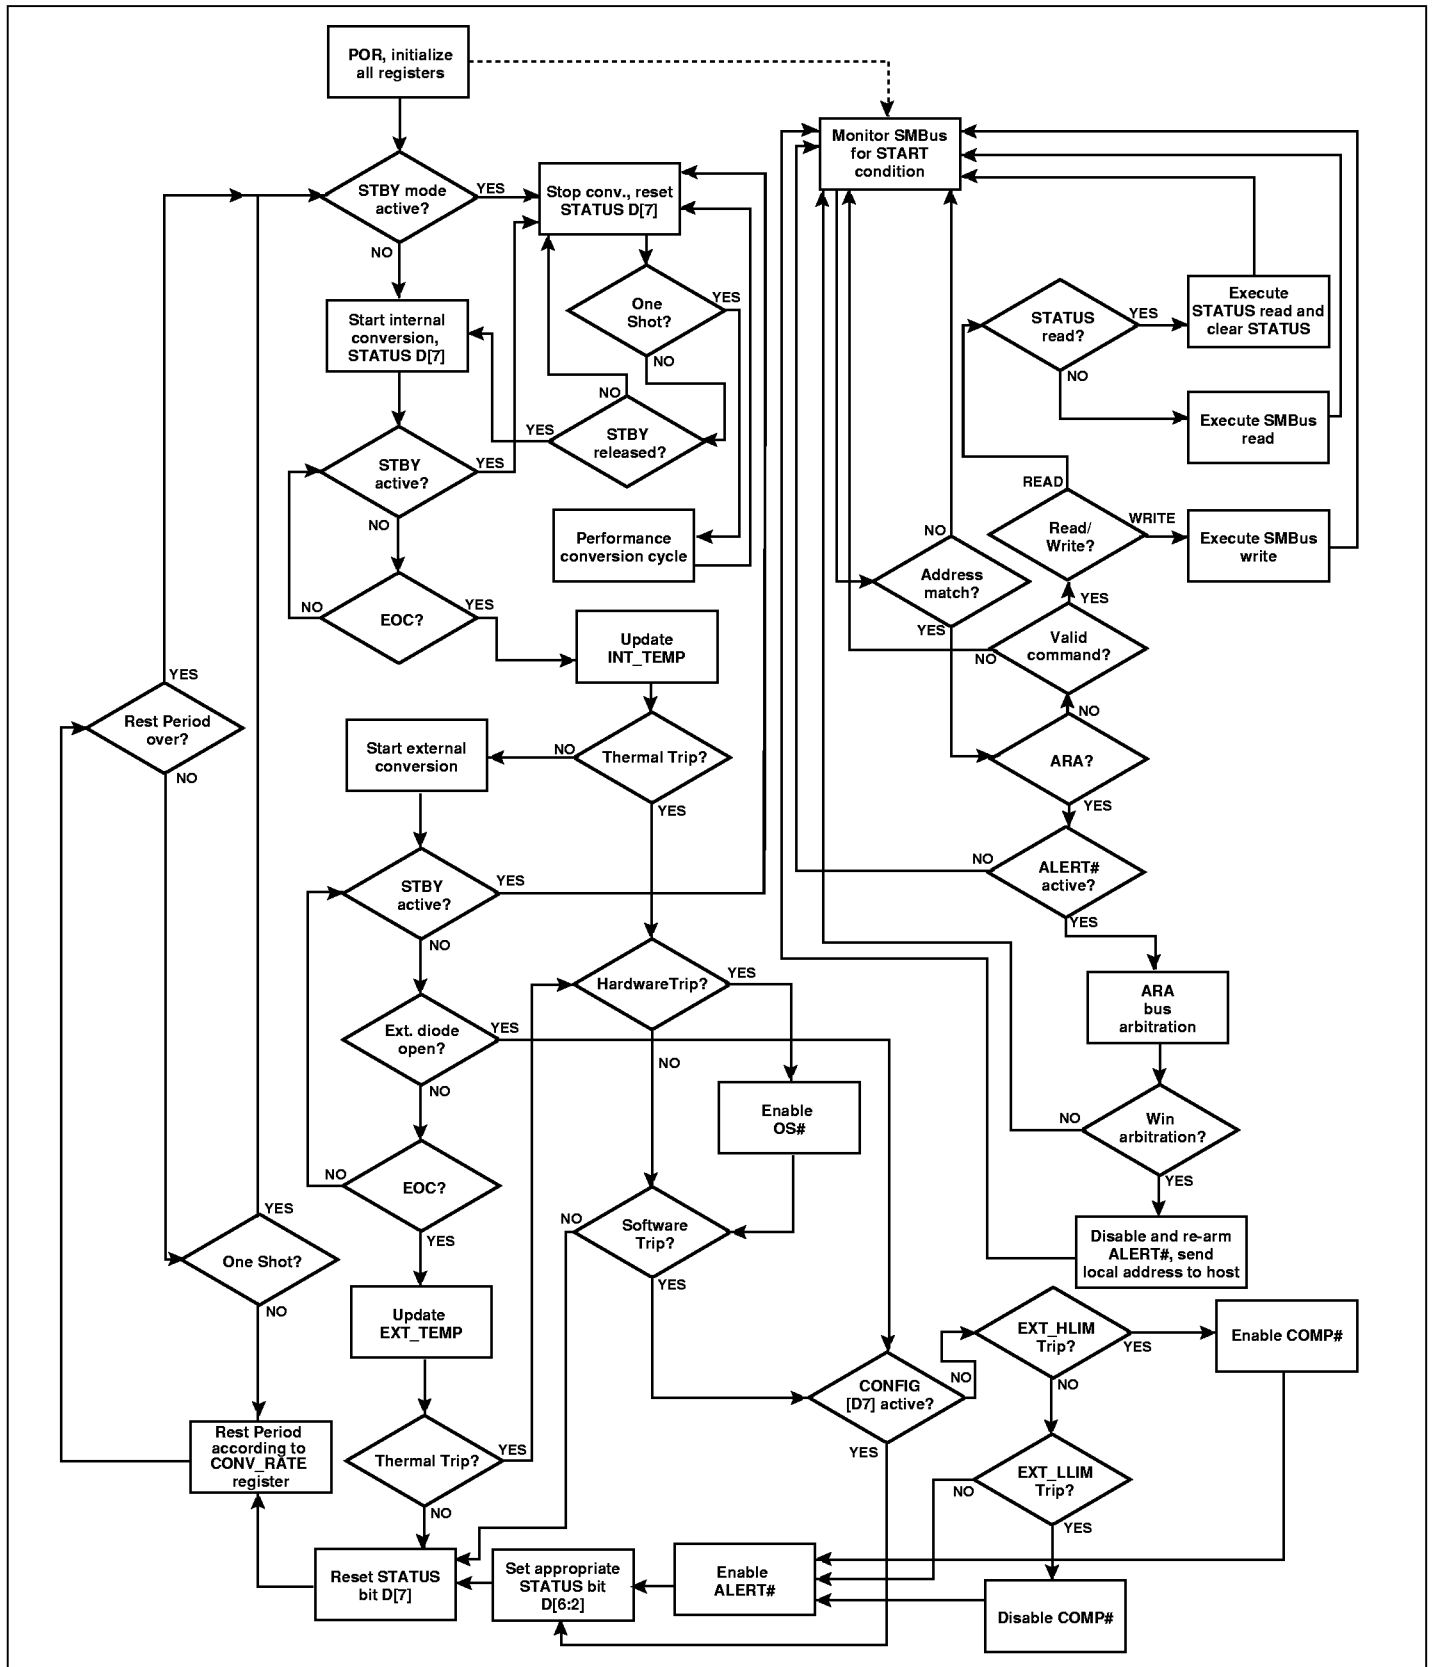 POR, initialize
all registers
Monitor SMBus
for START
condition
STBY mode
active?
YES
NO
Stop conv., reset
STATUS D[7]
One
Shot?
YES
NO
Start internal
conversion,
STATUS D[7]
STATUS
read?
YES
NO
Execute
STATUS read and
clear STATUS
NO
YES
STBY
released?
Execute SMBus
read
STBY
active?
YES
NO
READ
Read/
Write?
WRITE
Execute SMBus
write
Performance
conversion cycle
NO
Address
match?
YES
EOC?
NO
YES
Update
INT_TEMP
YES
Valid
command?
NO
YES
Rest Period
over?
NO
Start external
conversion
NO
Thermal Trip?
YES
NO
ARA?
YES
STBY
active?
YES
NO
NO
ALERT#
active?
YES
HardwareTrip?
YES
NO
ARA
bus
arbitration
Ext. diode
open?
YES
NO
Enable
OS#
NO
Win
arbitration?
YES
NO
EOC?
YES
YES
One Shot?
NO
NO
Software
Trip?
YES
Disable and re-arm
ALERT#, send
local address to host
Update
EXT_TEMP
EXT_HLIM
Trip?
YES
NO
Enable COMP#
CONFIG
[D7] active?
NO
YES
Rest Period
according to
CONV_RATE
register
Thermal Trip?
YES
NO
EXT_LLIM
Trip?
NO
YES
Reset STATUS
bit D[7]
Set appropriate
STATUS bit
D[6:2]
Enable
ALERT#
Disable COMP#